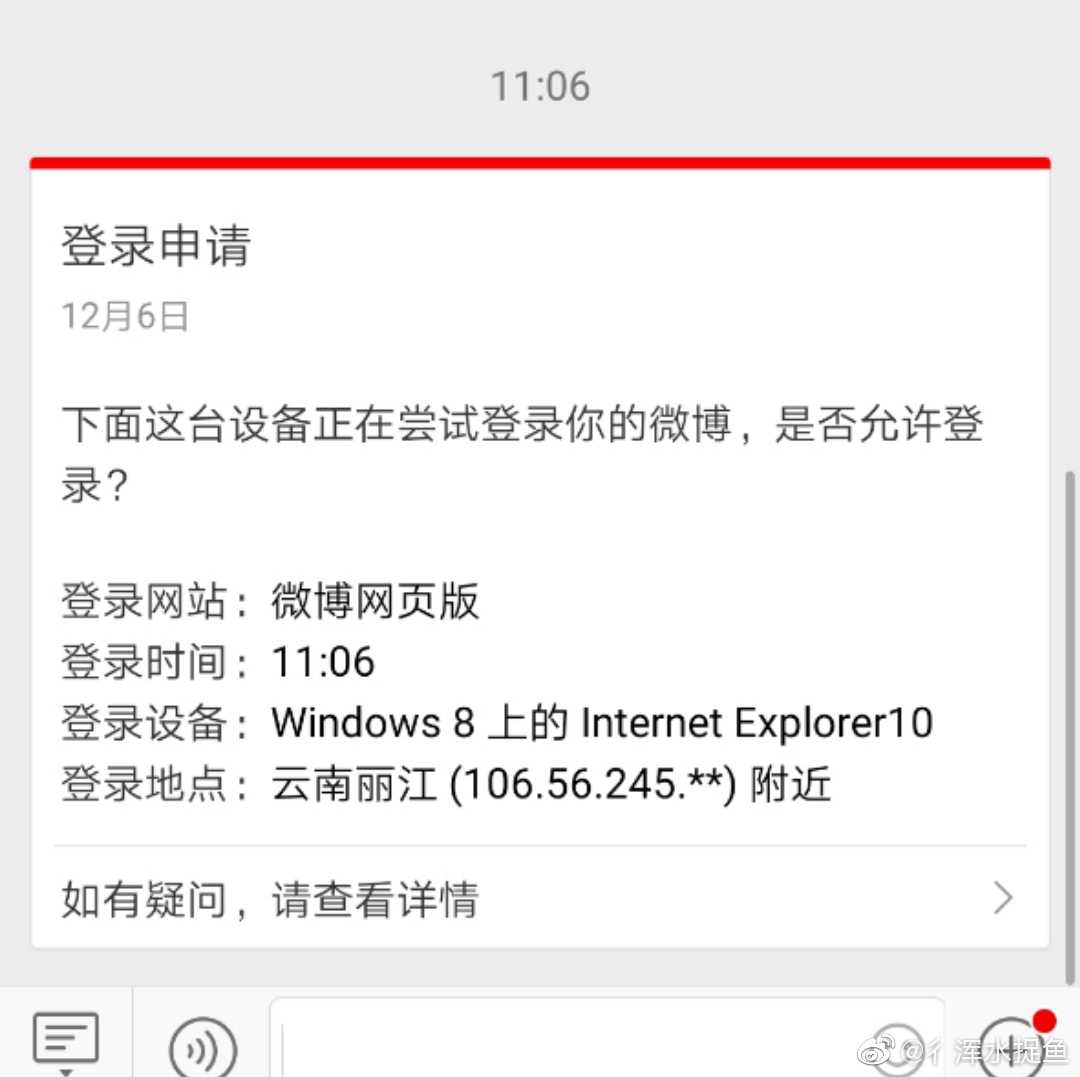 11:06
登录申请
12月6日
下面这台设备正在尝试登录你的微博，是否允许登
录？
登录网站：微博网页版
登录时间：11:06
登录设备：Windows 8 上的 Internet Explorer10
登录地点：云南丽江 (106.56.245.**) 附近
如有疑问，请查看详情
浑水捉鱼